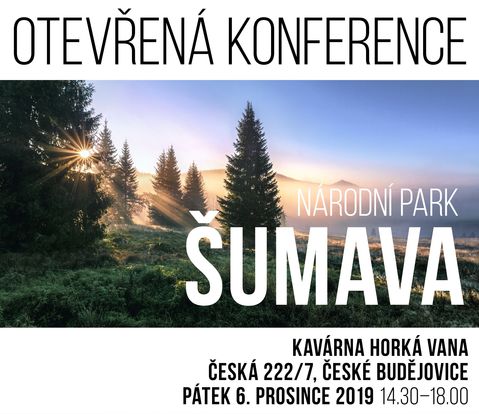 OTEVŘENÁ KONFERENCE
NÁRODNÍ PARK
ŠUMAVA
KAVÁRNA HORKÁ VANA
ČESKÁ 222/7, ČESKÉ BUDĚJOVICE
PÁTEK 6. PROSINCE 2019 14.30–18.00